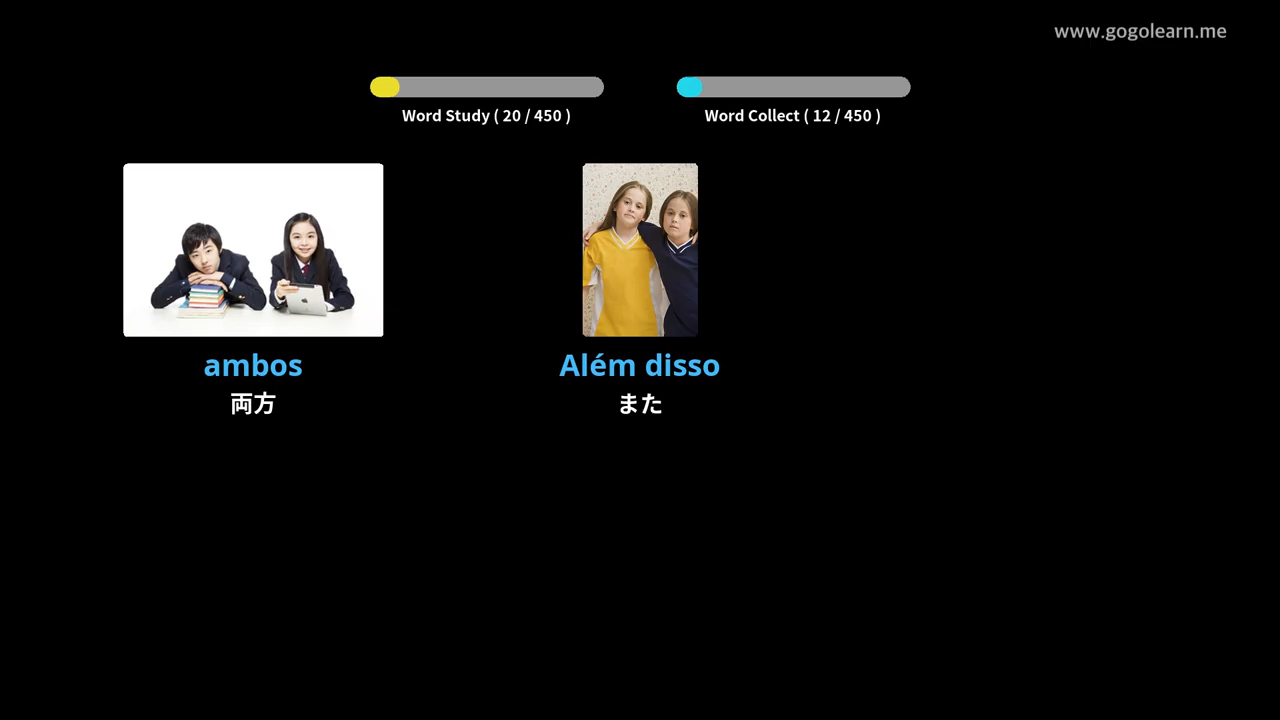 www.gogolearn.me
Word Study ( 20 / 450 )
Word Collect ( 12 / 450 )
ambos
両方
Além disso
また